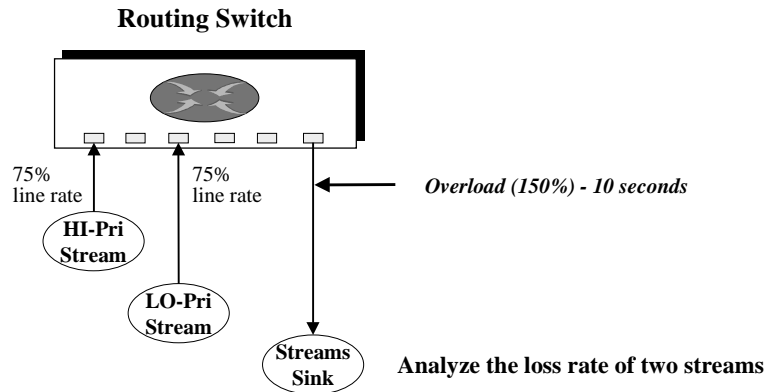 Routing Switch
75%
line rate
75%
line rate
Overload (150%) - 10 seconds
HI-Pri
Stream
LO-Pri
Stream
Streams
Sink
Analyze the loss rate of two streams